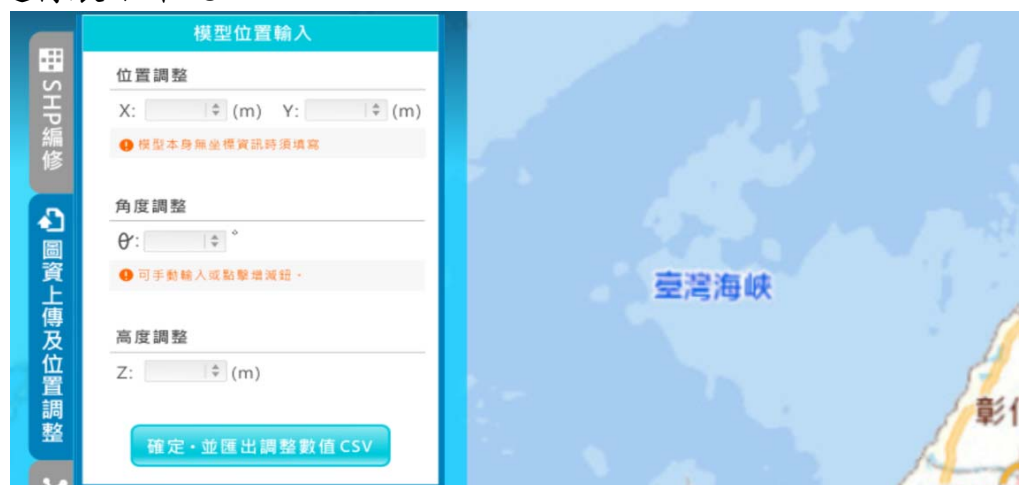 模型位置輸入
SHP編修
位置調整
X: (m) Y: (m)
模型本身無坐標資訊時須填寫
圖資上傳及位置調整
角度調整
θ: °
可手動輸入或點擊增減鈕。
高度調整
Z: (m)
確定,並匯出調整數值CSV
臺灣海峽
彰